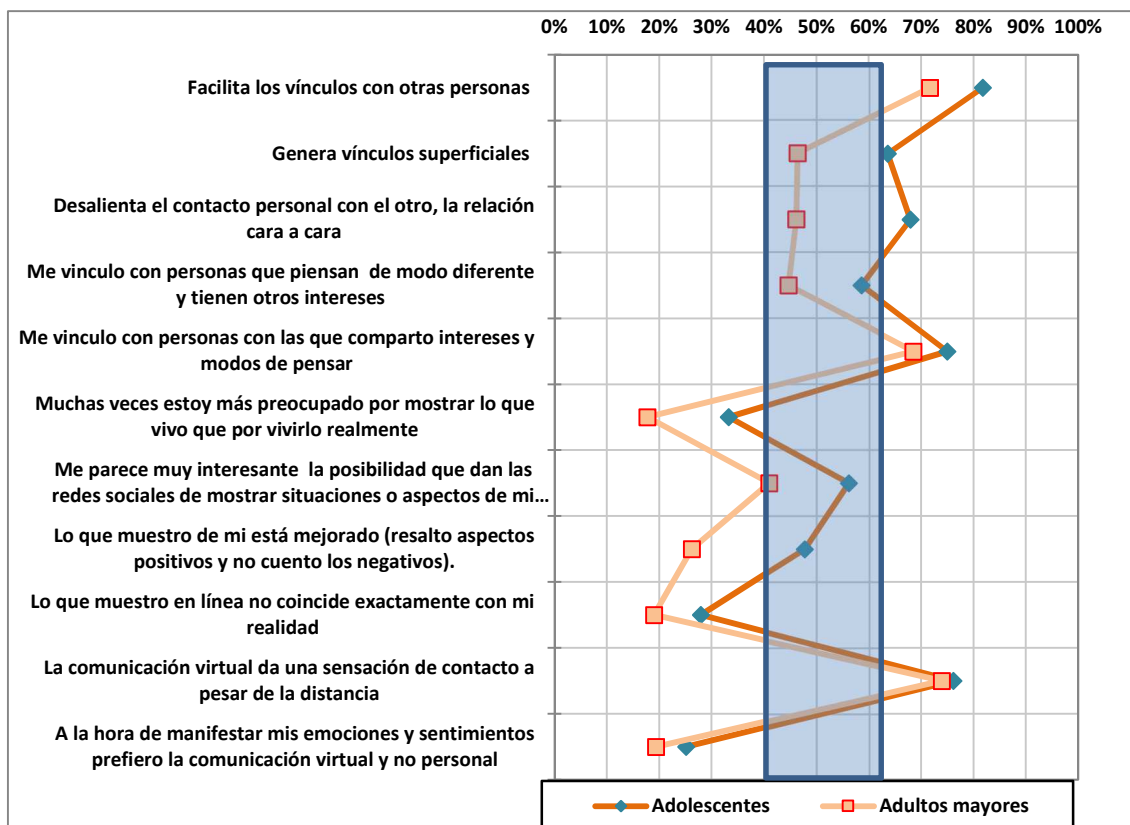 0% 10% 20% 30% 40% 50% 60% 70% 80% 90% 100%
Facilita los vínculos con otras personas
Genera vínculos superficiales
Desalienta el contacto personal con el otro, la relación
cara a cara
Me vinculo con personas que piensan de modo diferente
y tienen otros intereses
Me vinculo con personas con las que comparto intereses y
modos de pensar
Muchas veces estoy más preocupado por mostrar lo que
vivo que por vivirlo realmente
Me parece muy interesante la posibilidad que dan las
redes sociales de mostrar situaciones o aspectos de mi…
Lo que muestro de mi está mejorado (resalto aspectos
positivos y no cuento los negativos).
Lo que muestro en línea no coincide exactamente con mi
realidad
La comunicación virtual da una sensación de contacto a
pesar de la distancia
A la hora de manifestar mis emociones y sentimientos
prefiero la comunicación virtual y no personal
Adolescentes Adultos mayores